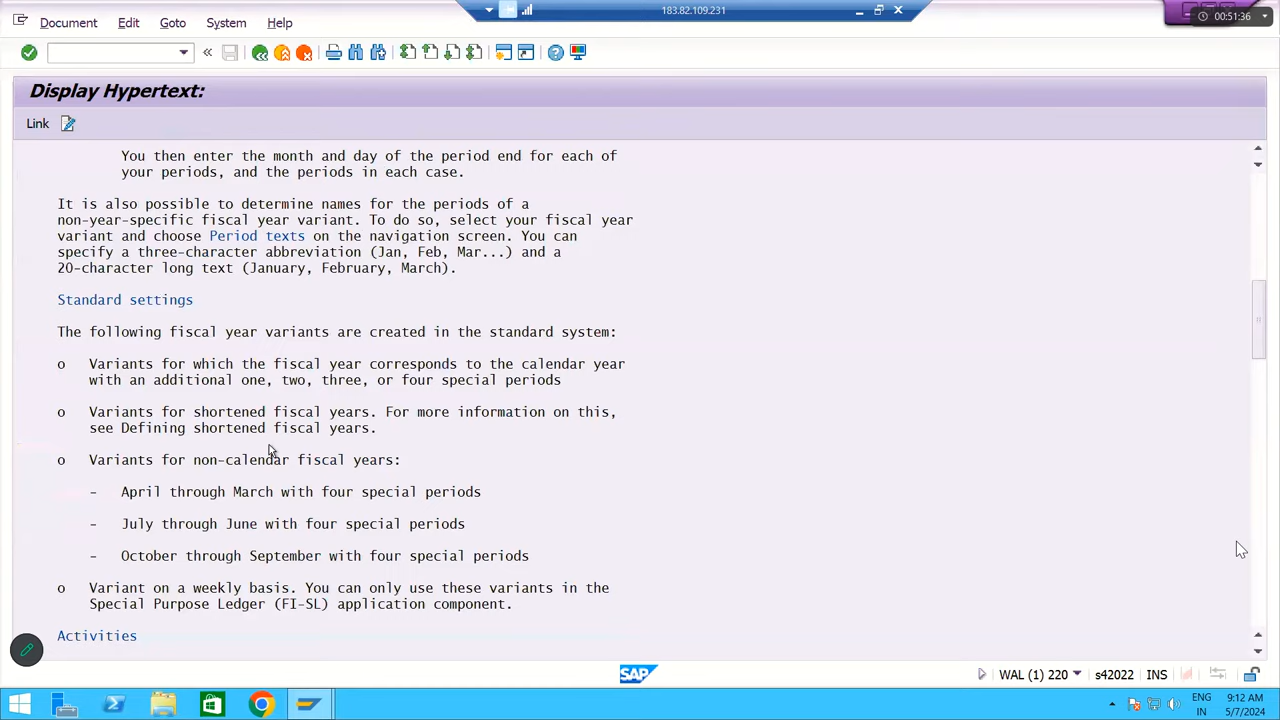 183.82.109.231
00:51:36
Document Edit Goto System Help
Display Hypertext:
Link
You then enter the month and day of the period end for each of
your periods, and the periods in each case.
It is also possible to determine names for the periods of a
non-year-specific fiscal year variant. To do so, select your fiscal year
variant and choose Period texts on the navigation screen. You can
specify a three-character abbreviation (Jan, Feb, Mar...) and a
20-character long text (January, February, March).
Standard settings
The following fiscal year variants are created in the standard system:
o Variants for which the fiscal year corresponds to the calendar year
with an additional one, two, three, or four special periods
o Variants for shortened fiscal years. For more information on this,
see Defining shortened fiscal years.
o Variants for non-calendar fiscal years:
- April through March with four special periods
- July through June with four special periods
- October through September with four special periods
o Variant on a weekly basis. You can only use these variants in the
Special Purpose Ledger (FI-SL) application component.
Activities
SAP
WAL (1) 220 s42022 INS
ENG 9:12 AM
IN 5/7/2024